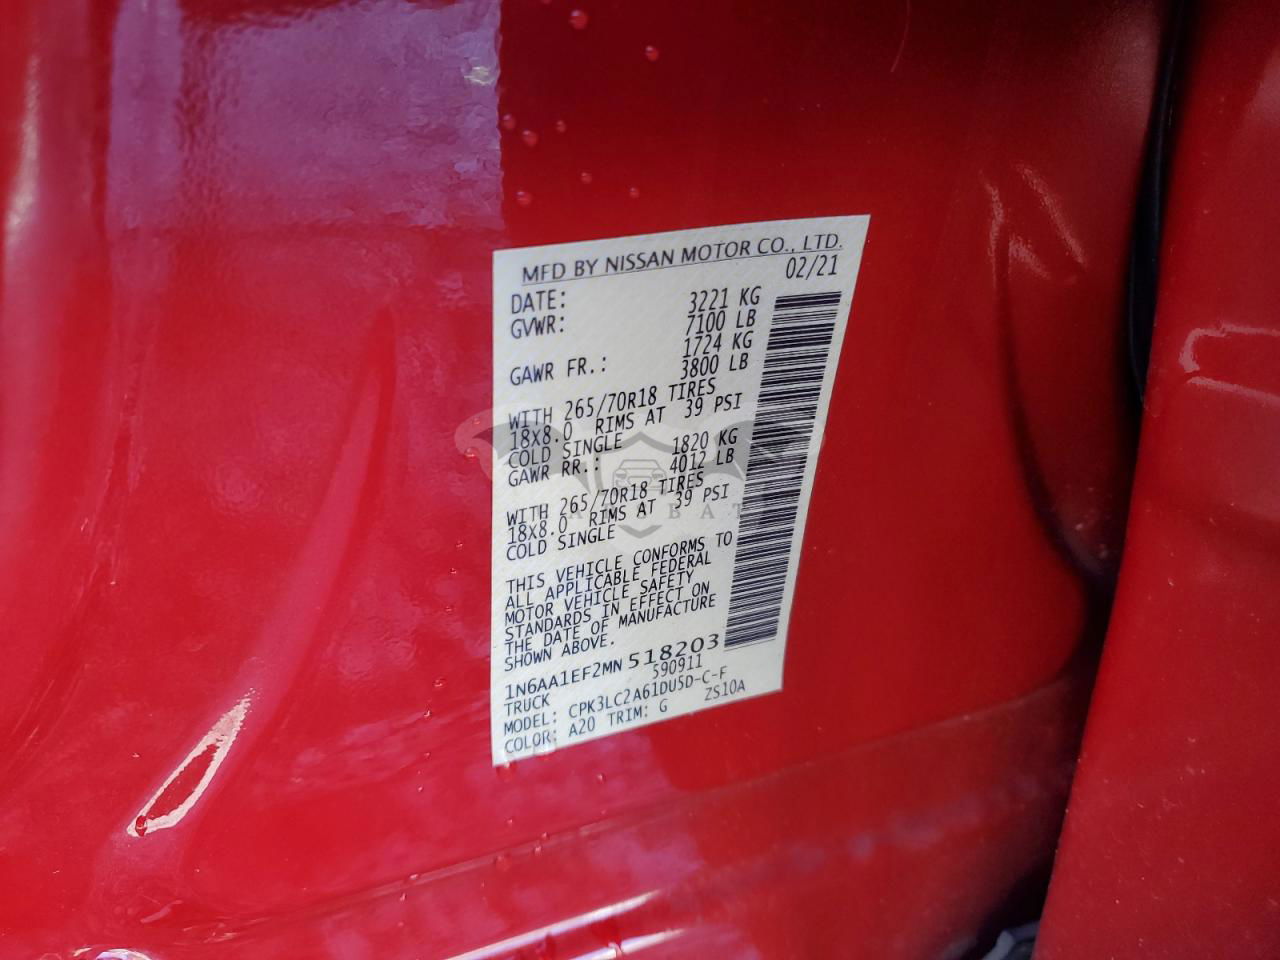 MFD BY NISSAN MOTOR CO., LTD.
DATE: 02/21
GVWR: 3221 KG
7100 LB
GAWR FR.: 1724 KG
3800 LB
WITH 265/70R18 TIRES
18X8.0 RIMS AT 39 PSI
COLD SINGLE
GAWR RR.: 1820 KG
4012 LB
WITH 265/70R18 TIRES
18X8.0 RIMS AT 39 PSI
COLD SINGLE
THIS VEHICLE CONFORMS TO
ALL APPLICABLE FEDERAL
MOTOR VEHICLE SAFETY
STANDARDS IN EFFECT ON
THE DATE OF MANUFACTURE
SHOWN ABOVE.
1N6AA1EF2MN518203
TRUCK 590911
MODEL: CPK3LC2A61DU5D-C-F
COLOR: A20 TRIM: G ZS10A